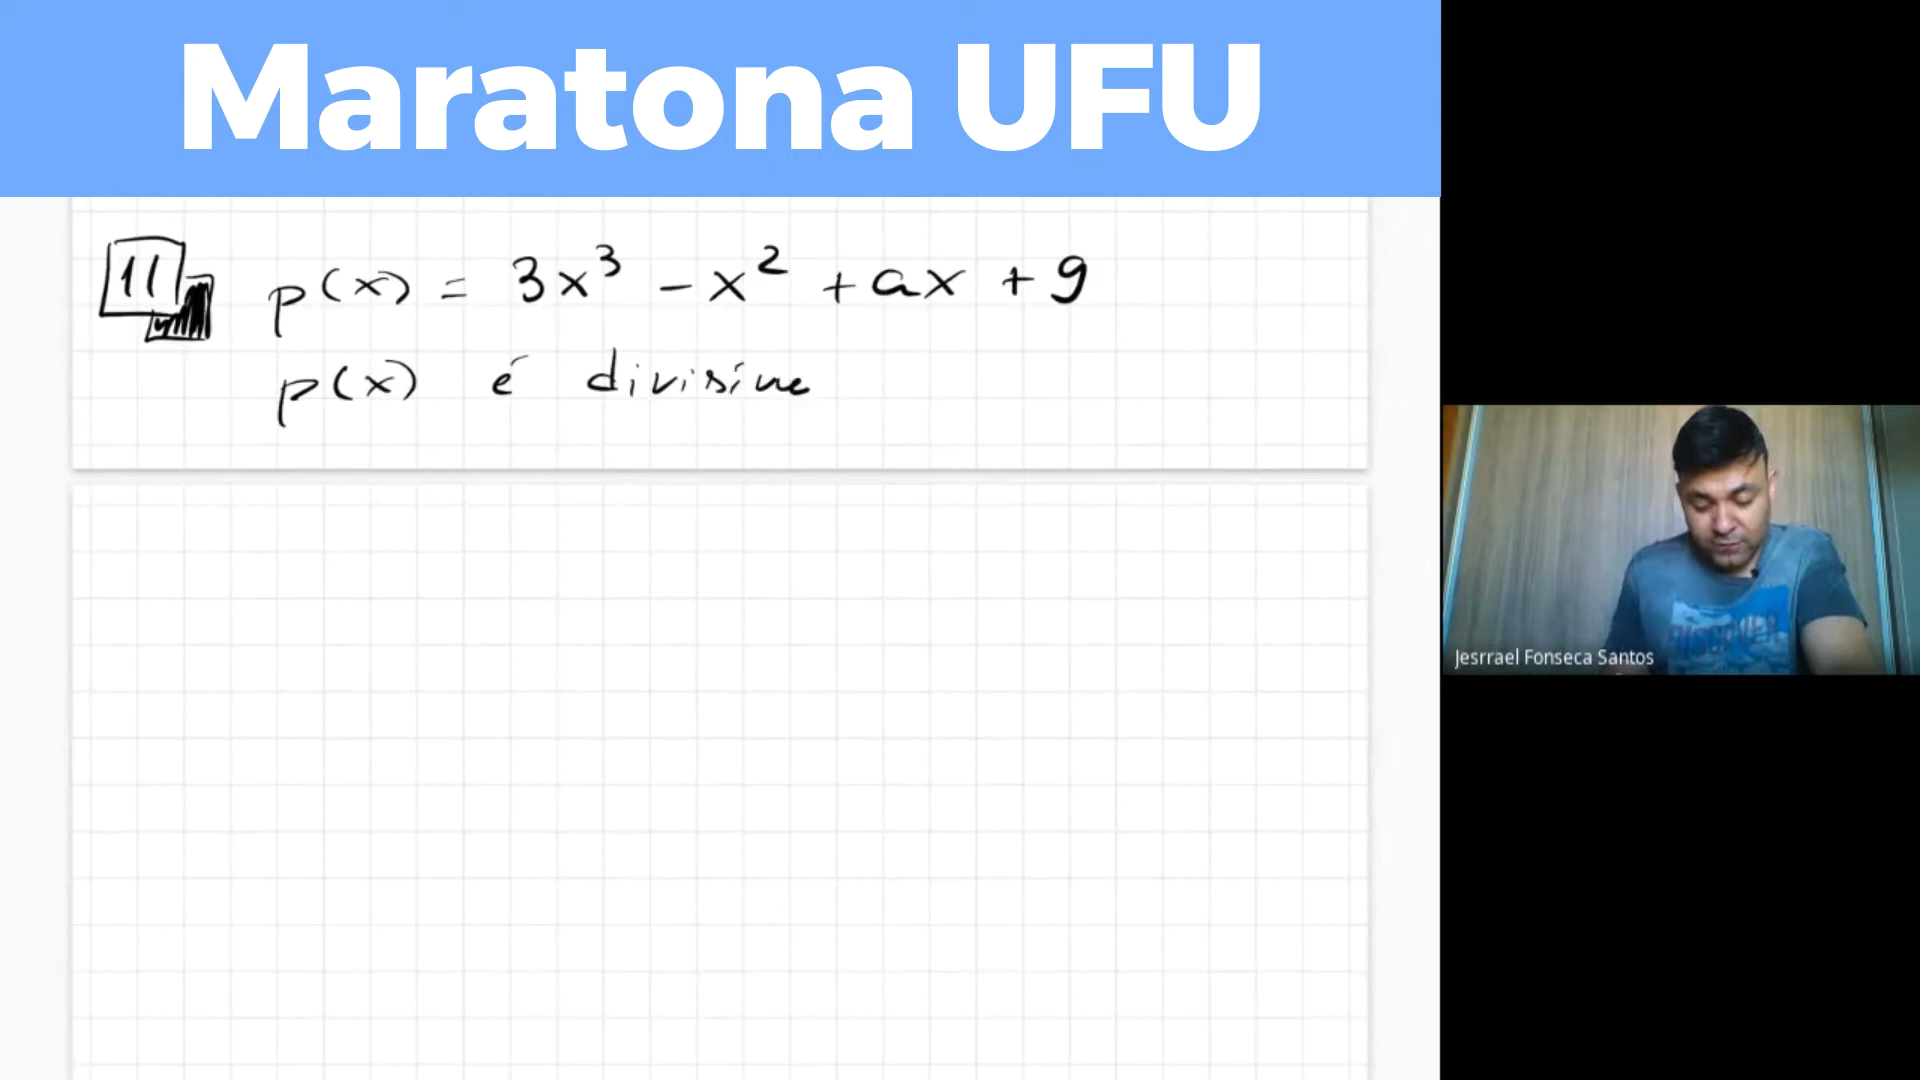 Maratona UFU
11 p(x) = 3x³ - x² + ax + 9
p(x) é divisíve
Jesrrael Fonseca Santos